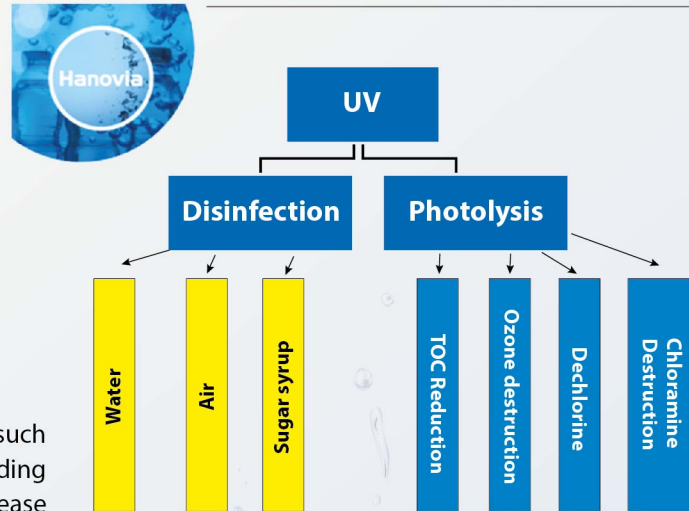 Hanovia
UV
Disinfection
Photolysis
Water
Air
Sugar syrup
TOC Reduction
Ozone destruction
Dechlorine
Chloramine
Destruction
such
ding
ease